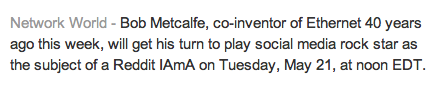 Network World - Bob Metcalfe, co-inventor of Ethernet 40 years
ago this week, will get his turn to play social media rock star as
the subject of a Reddit IAmA on Tuesday, May 21, at noon EDT.